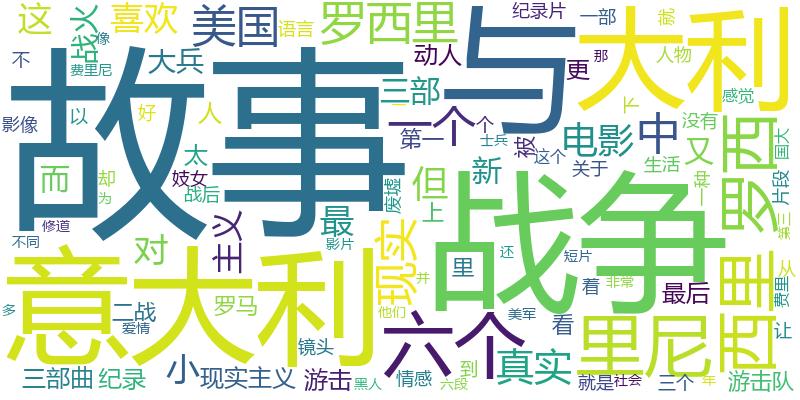 这
战火
喜欢
美国
语言
罗西里
纪录片
一部
就
像
不
费里尼
大兵
动人
与
更
那
人物
大利
故事
以
好
人
三部
一
下
感觉
影像
一个
个
第一
士兵
被
电影
中
没有
国大
而
却
为
太
妓女
战后
废墟
但
上
新
这个
关于
又
生活
一种
罗西
片段
修道
不同
主义
对
最
影片
现实
战争
第三
意大利
里
还
短片
并
非常
着
最后
西里
从
费里
多
二战
爱情
罗马
镜头
他们
六个
美军
看
里尼
让
三部曲
纪录
小
现实主义
游击
黑人
情感
六段
到
真实
就是
社会
三个
年
游击队